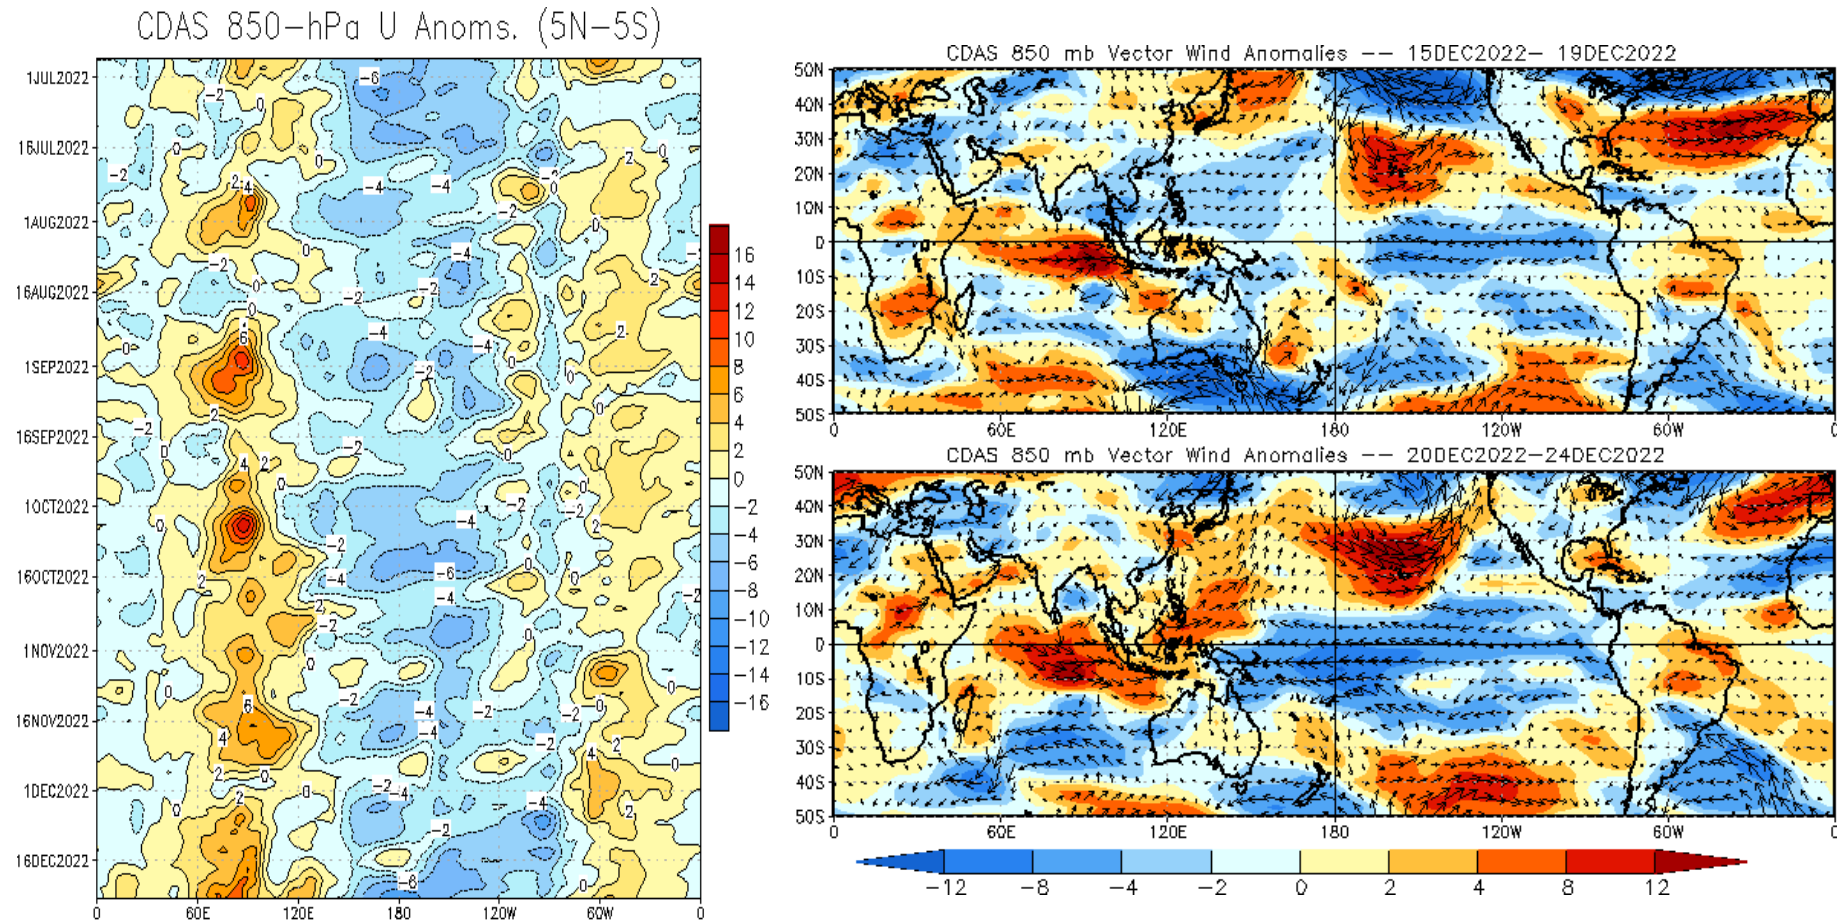 CDAS 850-hPa U Anoms. (5N-5S)
1JUL2022
16JUL2022
1AUG2022
16AUG2022
1SEP2022
16SEP2022
1OCT2022
16OCT2022
1NOV2022
16NOV2022
1DEC2022
16DEC2022
0 60E 120E 180 120W 60W 0
16
14
12
10
8
6
4
2
0
-2
-4
-6
-8
-10
-12
-14
-16
CDAS 850 mb Vector Wind Anomalies -- 15DEC2022- 19DEC2022
50N
40N
30N
20N
10N
0
10S
20S
30S
40S
50S
0 60E 120E 180 120W 60W 0
CDAS 850 mb Vector Wind Anomalies -- 20DEC2022-24DEC2022
50N
40N
30N
20N
10N
0
10S
20S
30S
40S
50S
0 60E 120E 180 120W 60W 0
-12 -8 -4 -2 0 2 4 8 12